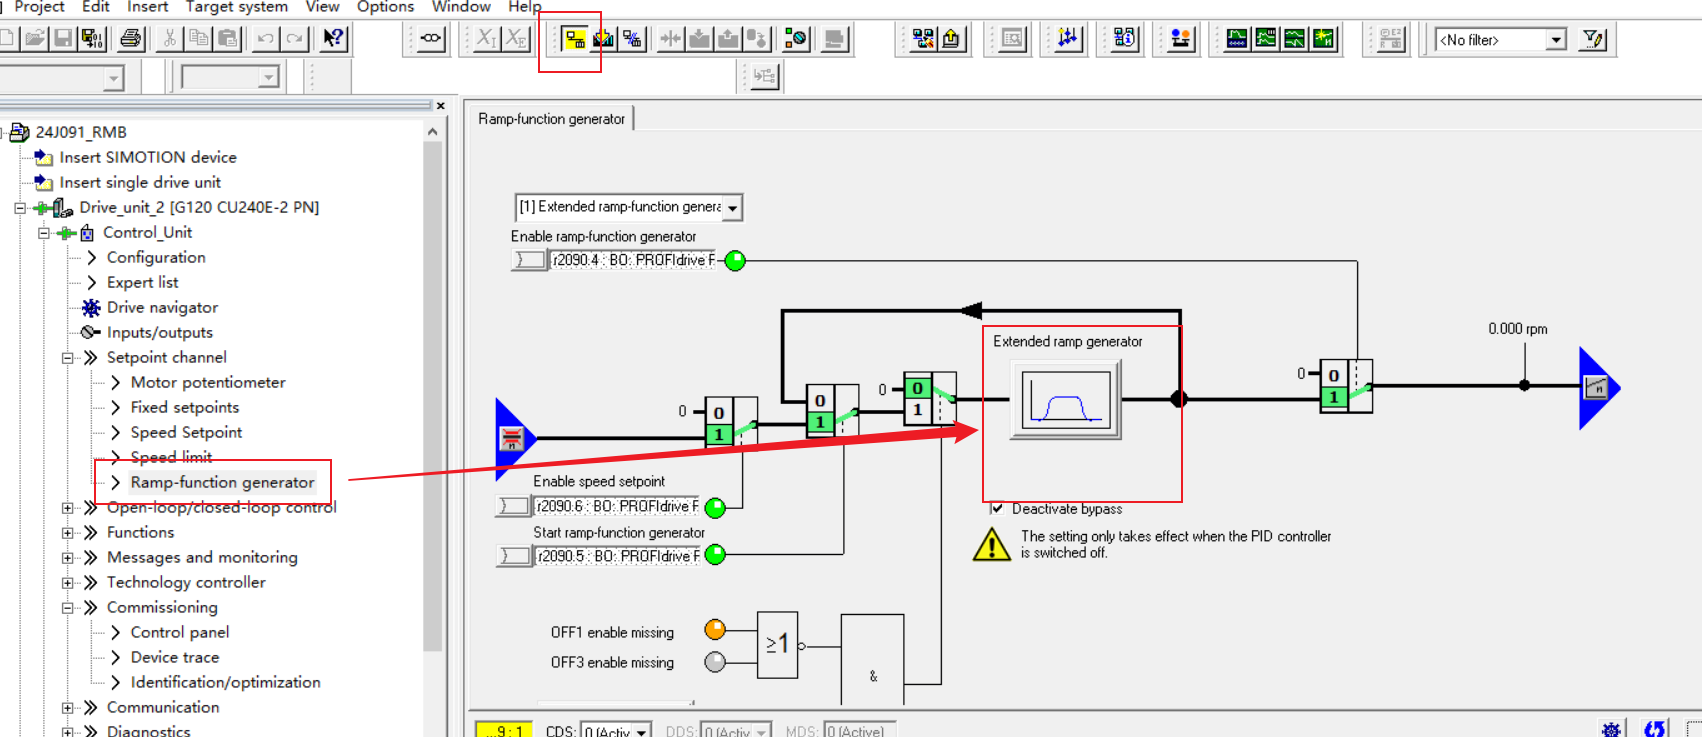 Project Edit Insert Target system View Options Window Help
<No filter>
24J091_RMB
Insert SIMOTION device
Insert single drive unit
Drive_unit_2 [G120 CU240E-2 PN]
Control_Unit
Configuration
Expert list
Drive navigator
Inputs/outputs
Setpoint channel
Motor potentiometer
Fixed setpoints
Speed Setpoint
Speed limit
Ramp-function generator
Open-loop/closed-loop control
Functions
Messages and monitoring
Technology controller
Commissioning
Control panel
Device trace
Identification/optimization
Communication
Diagnostics
Ramp-function generator
[1] Extended ramp-function genera
Enable ramp-function generator
r2090.4 : BO: PROFIdrive F
0.000 rpm
Extended ramp generator
0
0
1
0
1
0
0
1
0
0
1
Enable speed setpoint
r2090.6 : BO: PROFIdrive F
Start ramp-function generator
r2090.5 : BO: PROFIdrive F
Deactivate bypass
The setting only takes effect when the PID controller
is switched off.
OFF1 enable missing
OFF3 enable missing
≥1
&
...9 : 1 CDS: 0 (Activ DDS: 0 (Activ MDS: 0 (Active)